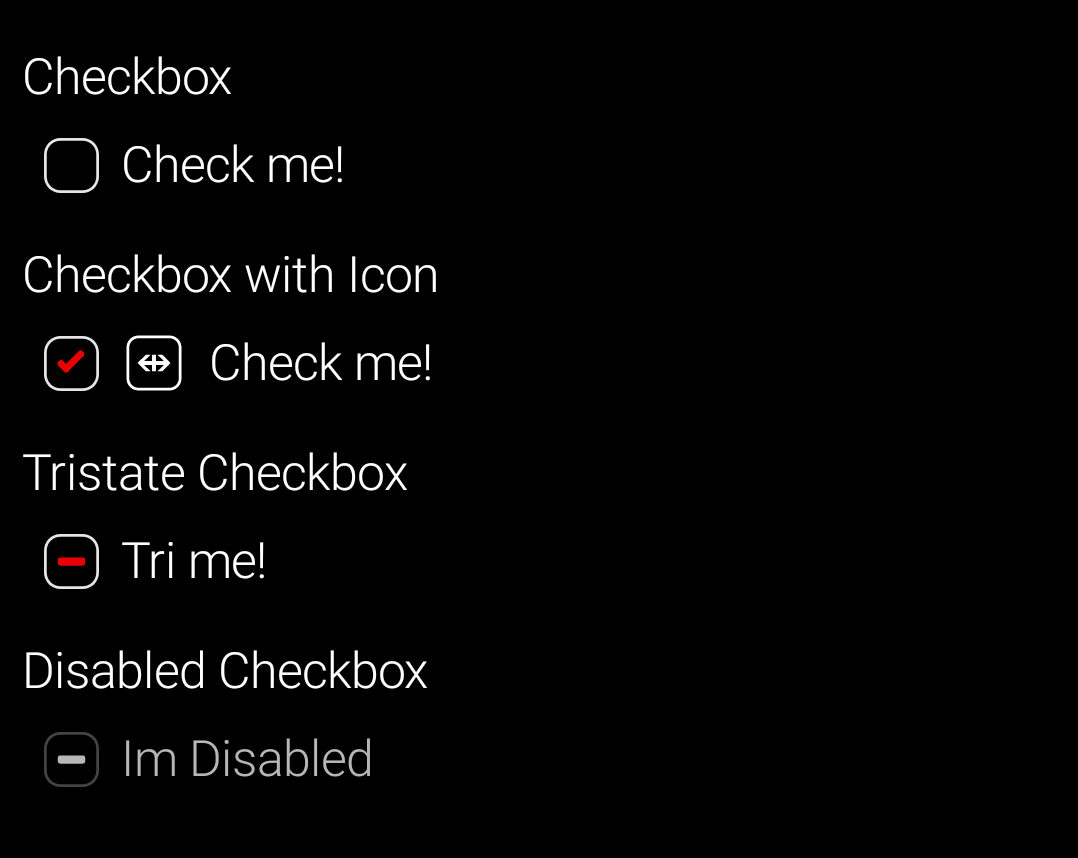 Checkbox
Check me!
Checkbox with Icon
Check me!
Tristate Checkbox
Tri me!
Disabled Checkbox
Im Disabled